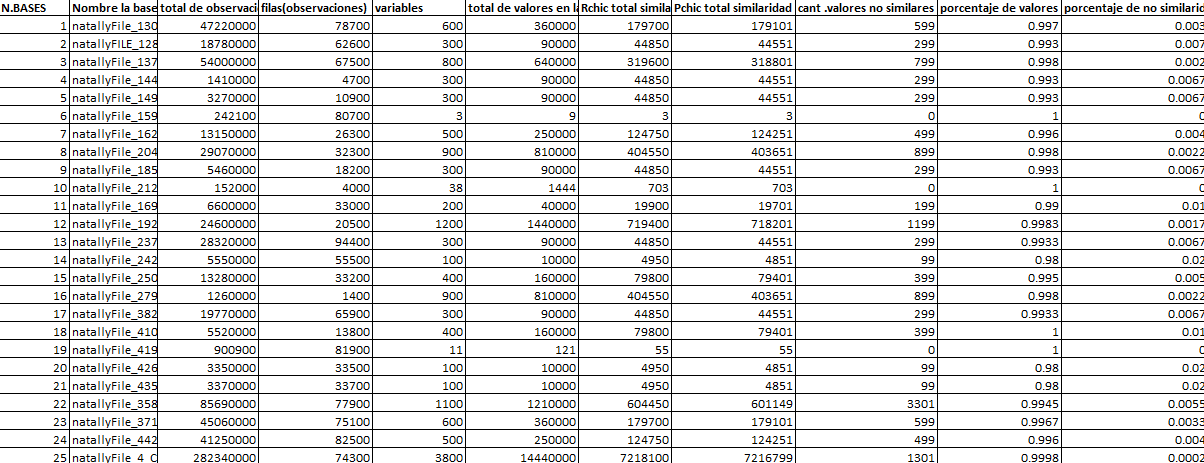 N.BASES Nombre la base total de observaci filas(observaciones) variables total de valores en la Rchic total simila Pchic total similaridad cant .valores no similares porcentaje de valores porcentaje de no similarid
1 natallyFile_130 47220000 78700 600 360000 179700 179101 599 0.997 0.003
2 natallyFILE_128 18780000 62600 300 90000 44850 44551 299 0.993 0.007
3 natallyFile_137 54000000 67500 800 640000 319600 318801 799 0.998 0.002
4 natallyFile_144 1410000 4700 300 90000 44850 44551 299 0.993 0.0067
5 natallyFile_149 3270000 10900 300 90000 44850 44551 299 0.993 0.0067
6 natallyFile_159 242100 80700 3 9 3 3 0 1 0
7 natallyFile_162 13150000 26300 500 250000 124750 124251 499 0.996 0.004
8 natallyFile_204 29070000 32300 900 810000 404550 403651 899 0.998 0.0022
9 natallyFile_185 5460000 18200 300 90000 44850 44551 299 0.993 0.0067
10 natallyFile_212 152000 4000 38 1444 703 703 0 1 0
11 natallyFile_169 6600000 33000 200 40000 19900 19701 199 0.99 0.01
12 natallyFile_192 24600000 20500 1200 1440000 719400 718201 1199 0.9983 0.0017
13 natallyFile_237 28320000 94400 300 90000 44850 44551 299 0.9933 0.0067
14 natallyFile_242 5550000 55500 100 10000 4950 4851 99 0.98 0.02
15 natallyFile_250 13280000 33200 400 160000 79800 79401 399 0.995 0.005
16 natallyFile_279 1260000 1400 900 810000 404550 403651 899 0.998 0.0022
17 natallyFile_382 19770000 65900 300 90000 44850 44551 299 0.9933 0.0067
18 natallyFile_410 5520000 13800 400 160000 79800 79401 399 1 0.01
19 natallyFile_419 900900 81900 11 121 55 55 0 1 0
20 natallyFile_426 3350000 33500 100 10000 4950 4851 99 0.98 0.02
21 natallyFile_435 3370000 33700 100 10000 4950 4851 99 0.98 0.02
22 natallyFile_358 85690000 77900 1100 1210000 604450 601149 3301 0.9945 0.0055
23 natallyFile_371 45060000 75100 600 360000 179700 179101 599 0.9967 0.0033
24 natallyFile_442 41250000 82500 500 250000 124750 124251 499 0.996 0.004
25 natallyFile_4_C 282340000 74300 3800 14440000 7218100 7216799 1301 0.9998 0.0002